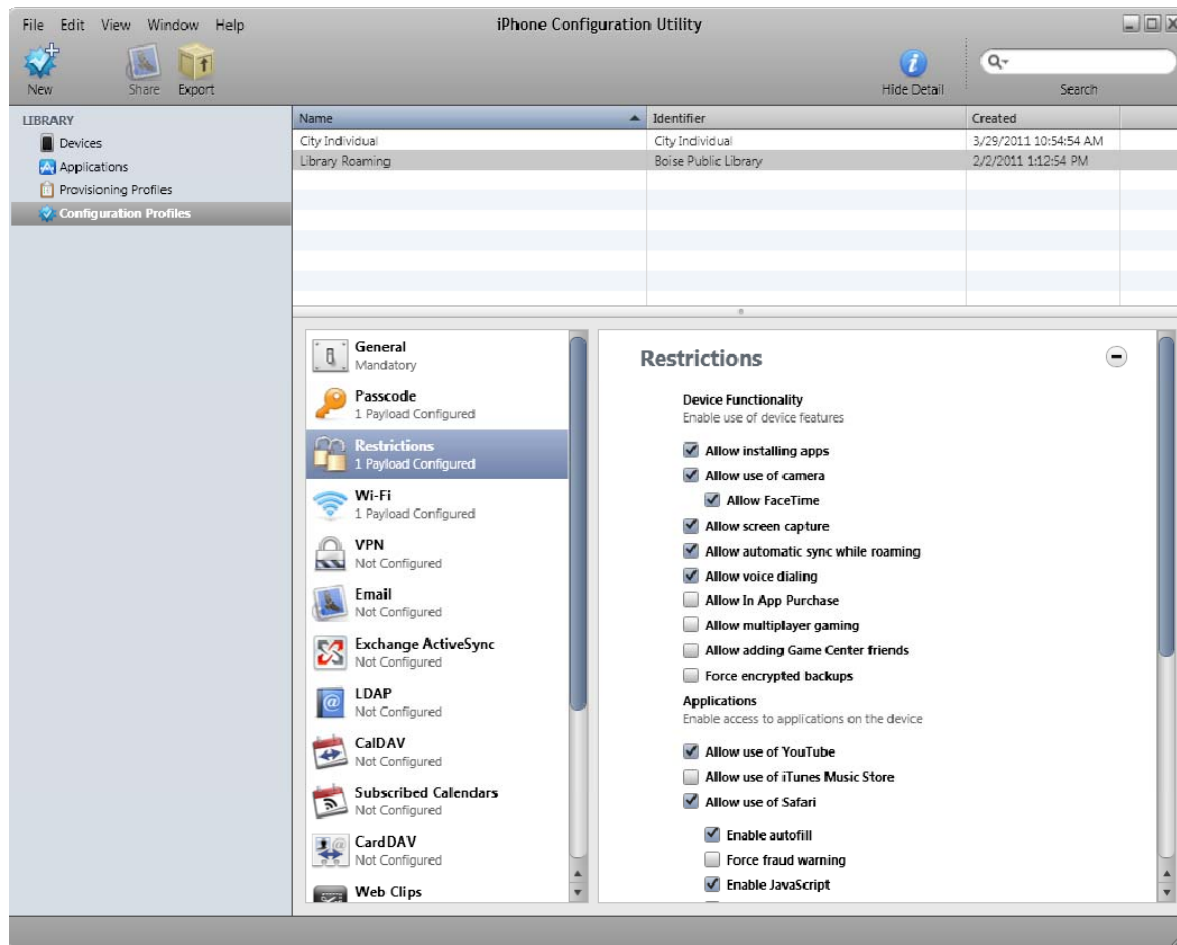 File Edit View Window Help
iPhone Configuration Utility
New
Share
Export
Hide Detail
Search
LIBRARY
Devices
Applications
Provisioning Profiles
Configuration Profiles
Name Identifier Created
City Individual City Individual 3/29/2011 10:54:54 AM
Library Roaming Boise Public Library 2/2/2011 1:12:54 PM
General
Mandatory
Passcode
1 Payload Configured
Restrictions
1 Payload Configured
Wi-Fi
1 Payload Configured
VPN
Not Configured
Email
Not Configured
Exchange ActiveSync
Not Configured
LDAP
Not Configured
CalDAV
Not Configured
Subscribed Calendars
Not Configured
CardDAV
Not Configured
Web Clips
Restrictions
Device Functionality
Enable use of device features
Allow installing apps
Allow use of camera
Allow FaceTime
Allow screen capture
Allow automatic sync while roaming
Allow voice dialing
Allow In App Purchase
Allow multiplayer gaming
Allow adding Game Center friends
Force encrypted backups
Applications
Enable access to applications on the device
Allow use of YouTube
Allow use of iTunes Music Store
Allow use of Safari
Enable autofill
Force fraud warning
Enable JavaScript